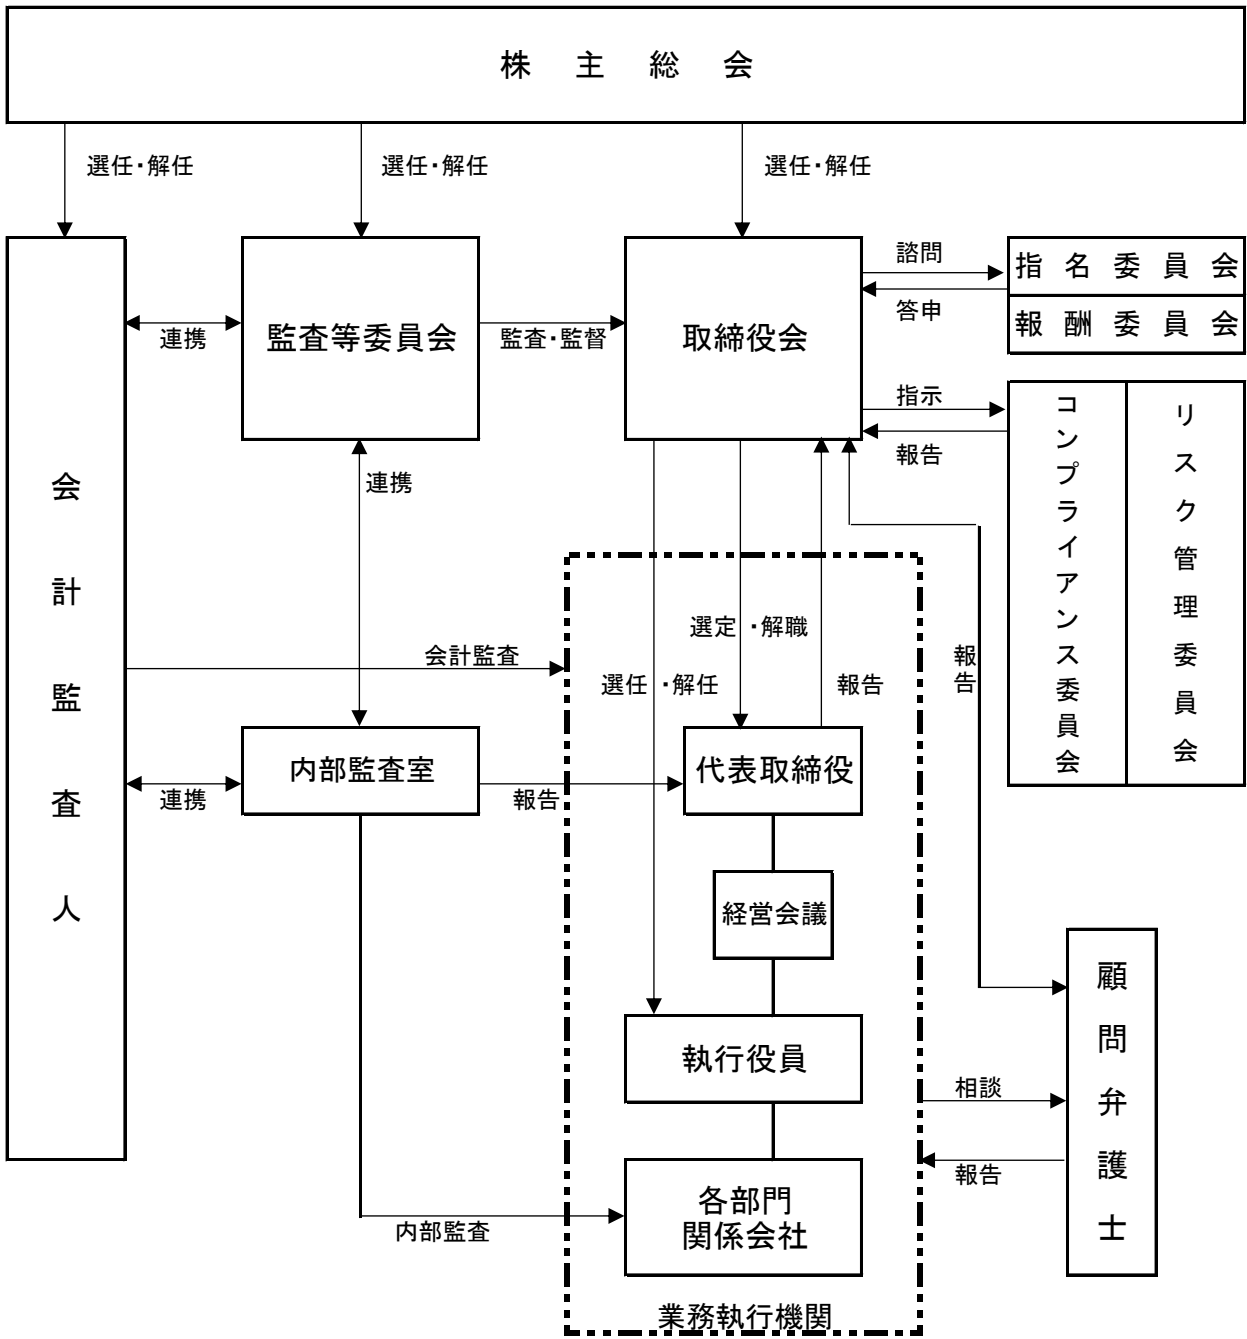 株主総会
選任・解任
選任・解任
選任・解任
会計監査人
連携
監査等委員会
監査・監督
取締役会
諮問
答申
指名委員会
報酬委員会
指示
報告
コンプライアンス委員会
リスク管理委員会
連携
会計監査
選定・解職
選任・解任
報告
報告
連携
内部監査室
報告
代表取締役
経営会議
執行役員
相談
報告
顧問弁護士
内部監査
各部門
関係会社
業務執行機関